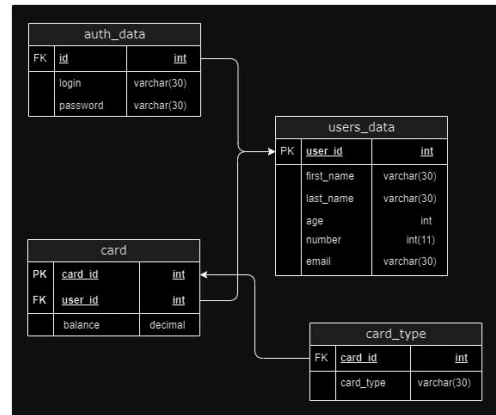 auth_data
FK id int
login varchar(30)
password varchar(30)
users_data
PK user_id int
first_name varchar(30)
last_name varchar(30)
age int
number int(11)
email varchar(30)
card
PK card_id int
FK user_id int
balance decimal
card_type
FK card_id int
card_type varchar(30)